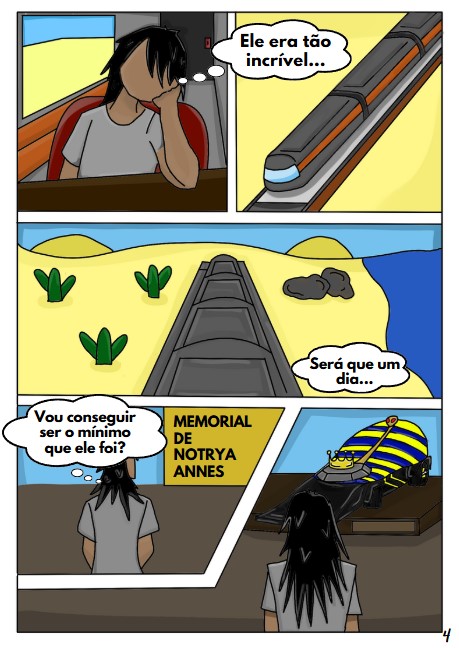 Ele era tão
incrível...
Será que um
dia...
Vou conseguir
ser o mínimo
que ele foi?
MEMORIAL
DE
NOTRYA
ANNES
4